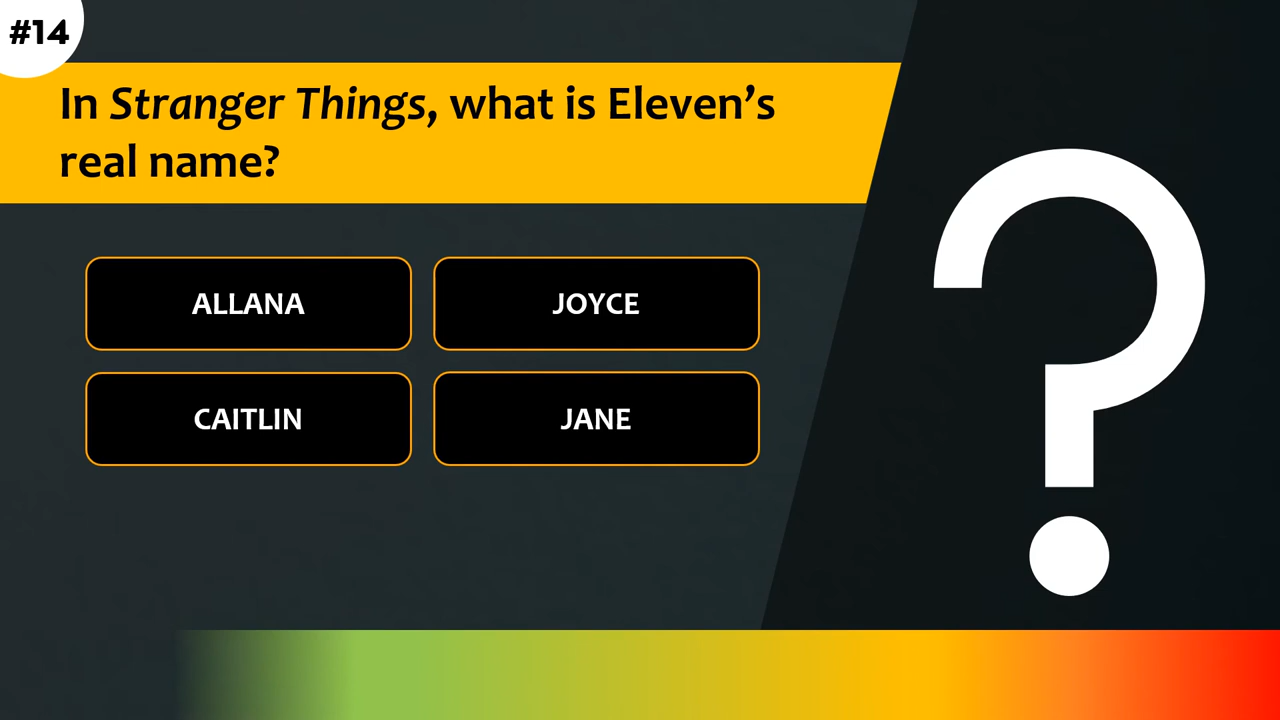 #14
In Stranger Things, what is Eleven’s
real name?
ALLANA
JOYCE
CAITLIN
JANE
?